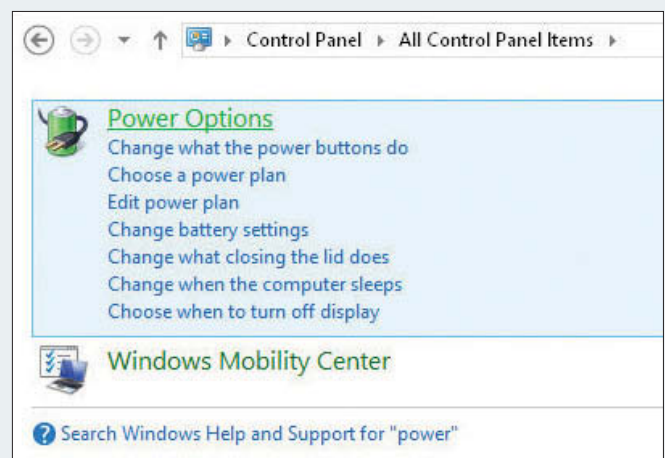 Control Panel All Control Panel Items
Power Options
Change what the power buttons do
Choose a power plan
Edit power plan
Change battery settings
Change what closing the lid does
Change when the computer sleeps
Choose when to turn off display
Windows Mobility Center
Search Windows Help and Support for "power"